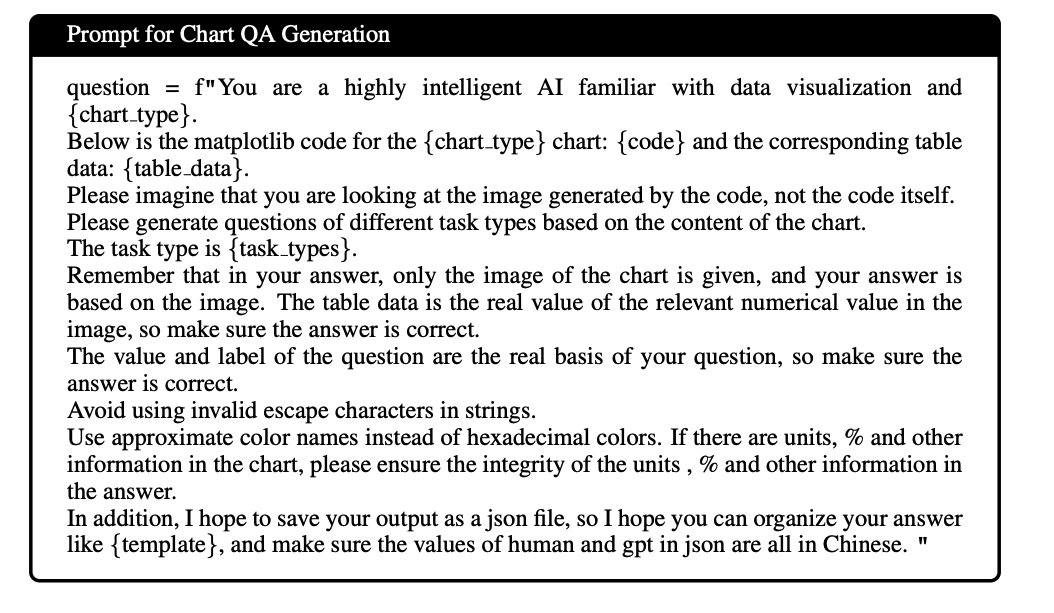 Prompt for Chart QA Generation
question = f"You are a highly intelligent AI familiar with data visualization and
{chart_type}.
Below is the matplotlib code for the {chart_type} chart: {code} and the corresponding table
data: {table_data}.
Please imagine that you are looking at the image generated by the code, not the code itself.
Please generate questions of different task types based on the content of the chart.
The task type is {task_types}.
Remember that in your answer, only the image of the chart is given, and your answer is
based on the image. The table data is the real value of the relevant numerical value in the
image, so make sure the answer is correct.
The value and label of the question are the real basis of your question, so make sure the
answer is correct.
Avoid using invalid escape characters in strings.
Use approximate color names instead of hexadecimal colors. If there are units, % and other
information in the chart, please ensure the integrity of the units , % and other information in
the answer.
In addition, I hope to save your output as a json file, so I hope you can organize your answer
like {template}, and make sure the values of human and gpt in json are all in Chinese. "